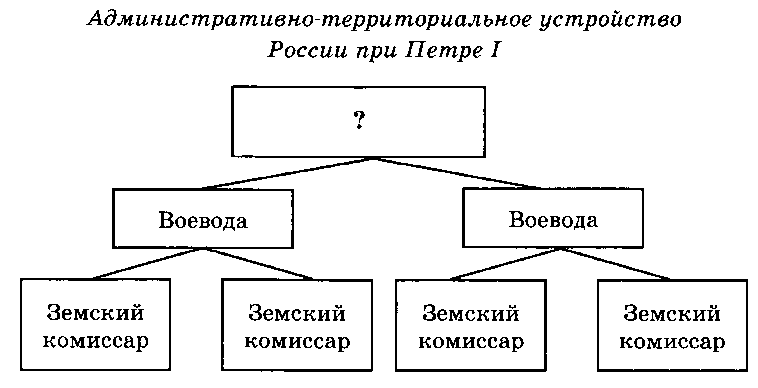 Административно-территориальное устройство
России при Петре I
?
Воевода
Воевода
Земский
комиссар
Земский
комиссар
Земский
комиссар
Земский
комиссар